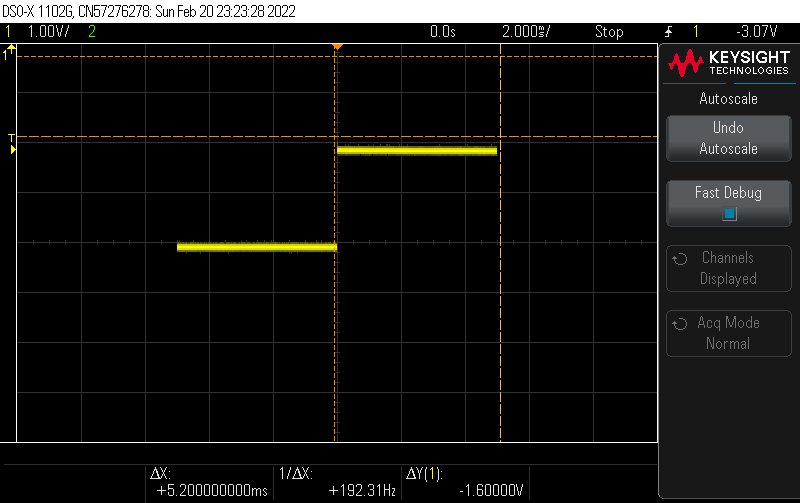 DSO-X 1102G, CN57276278: Sun Feb 20 23:23:28 2022
1 1.00V/ 2 0.0s 2.000ms/ Stop 1 -3.07V
1
T
KEYSIGHT
TECHNOLOGIES
Autoscale
Undo
Autoscale
Fast Debug
Channels
Displayed
Acq Mode
Normal
ΔX: 1/ΔX: ΔY(1):
+5.200000000ms +192.31Hz -1.60000V